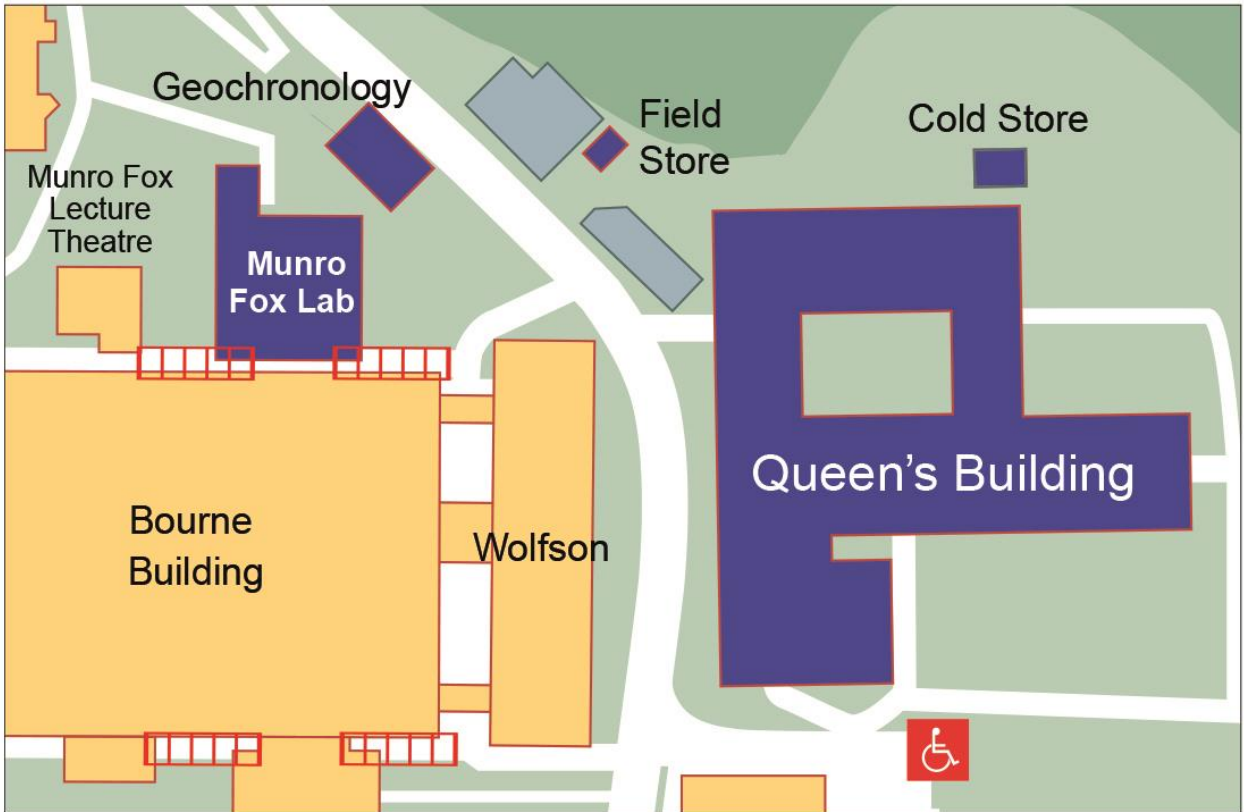 Geochronology
Field
Store
Cold Store
Munro Fox
Lecture
Theatre
Munro
Fox Lab
Queen's Building
Bourne
Building
Wolfson